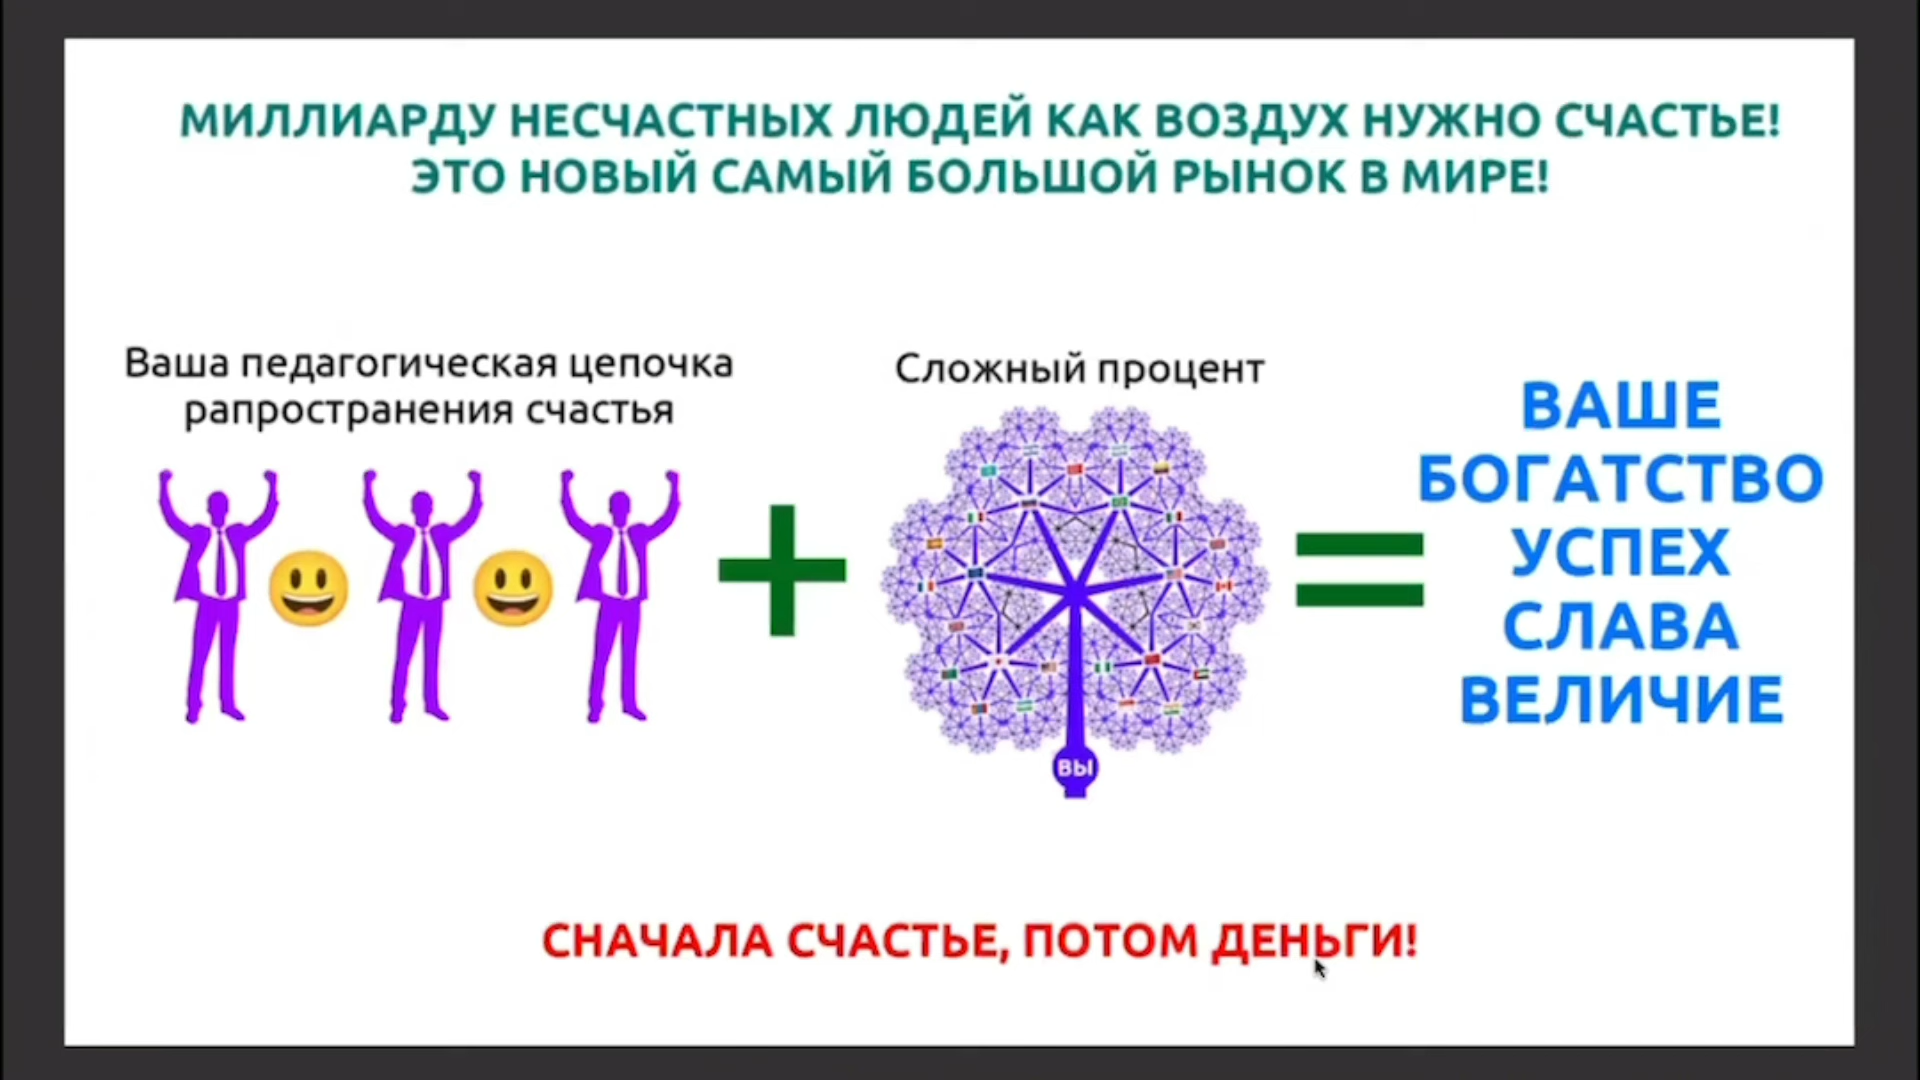 МИЛЛИАРДУ НЕСЧАСТНЫХ ЛЮДЕЙ КАК ВОЗДУХ НУЖНО СЧАСТЬЕ!
ЭТО НОВЫЙ САМЫЙ БОЛЬШОЙ РЫНОК В МИРЕ!
Ваша педагогическая цепочка
рапространения счастья
Сложный процент
ВЫ
ВАШЕ
БОГАТСТВО
УСПЕХ
СЛАВА
ВЕЛИЧИЕ
СНАЧАЛА СЧАСТЬЕ, ПОТОМ ДЕНЬГИ!